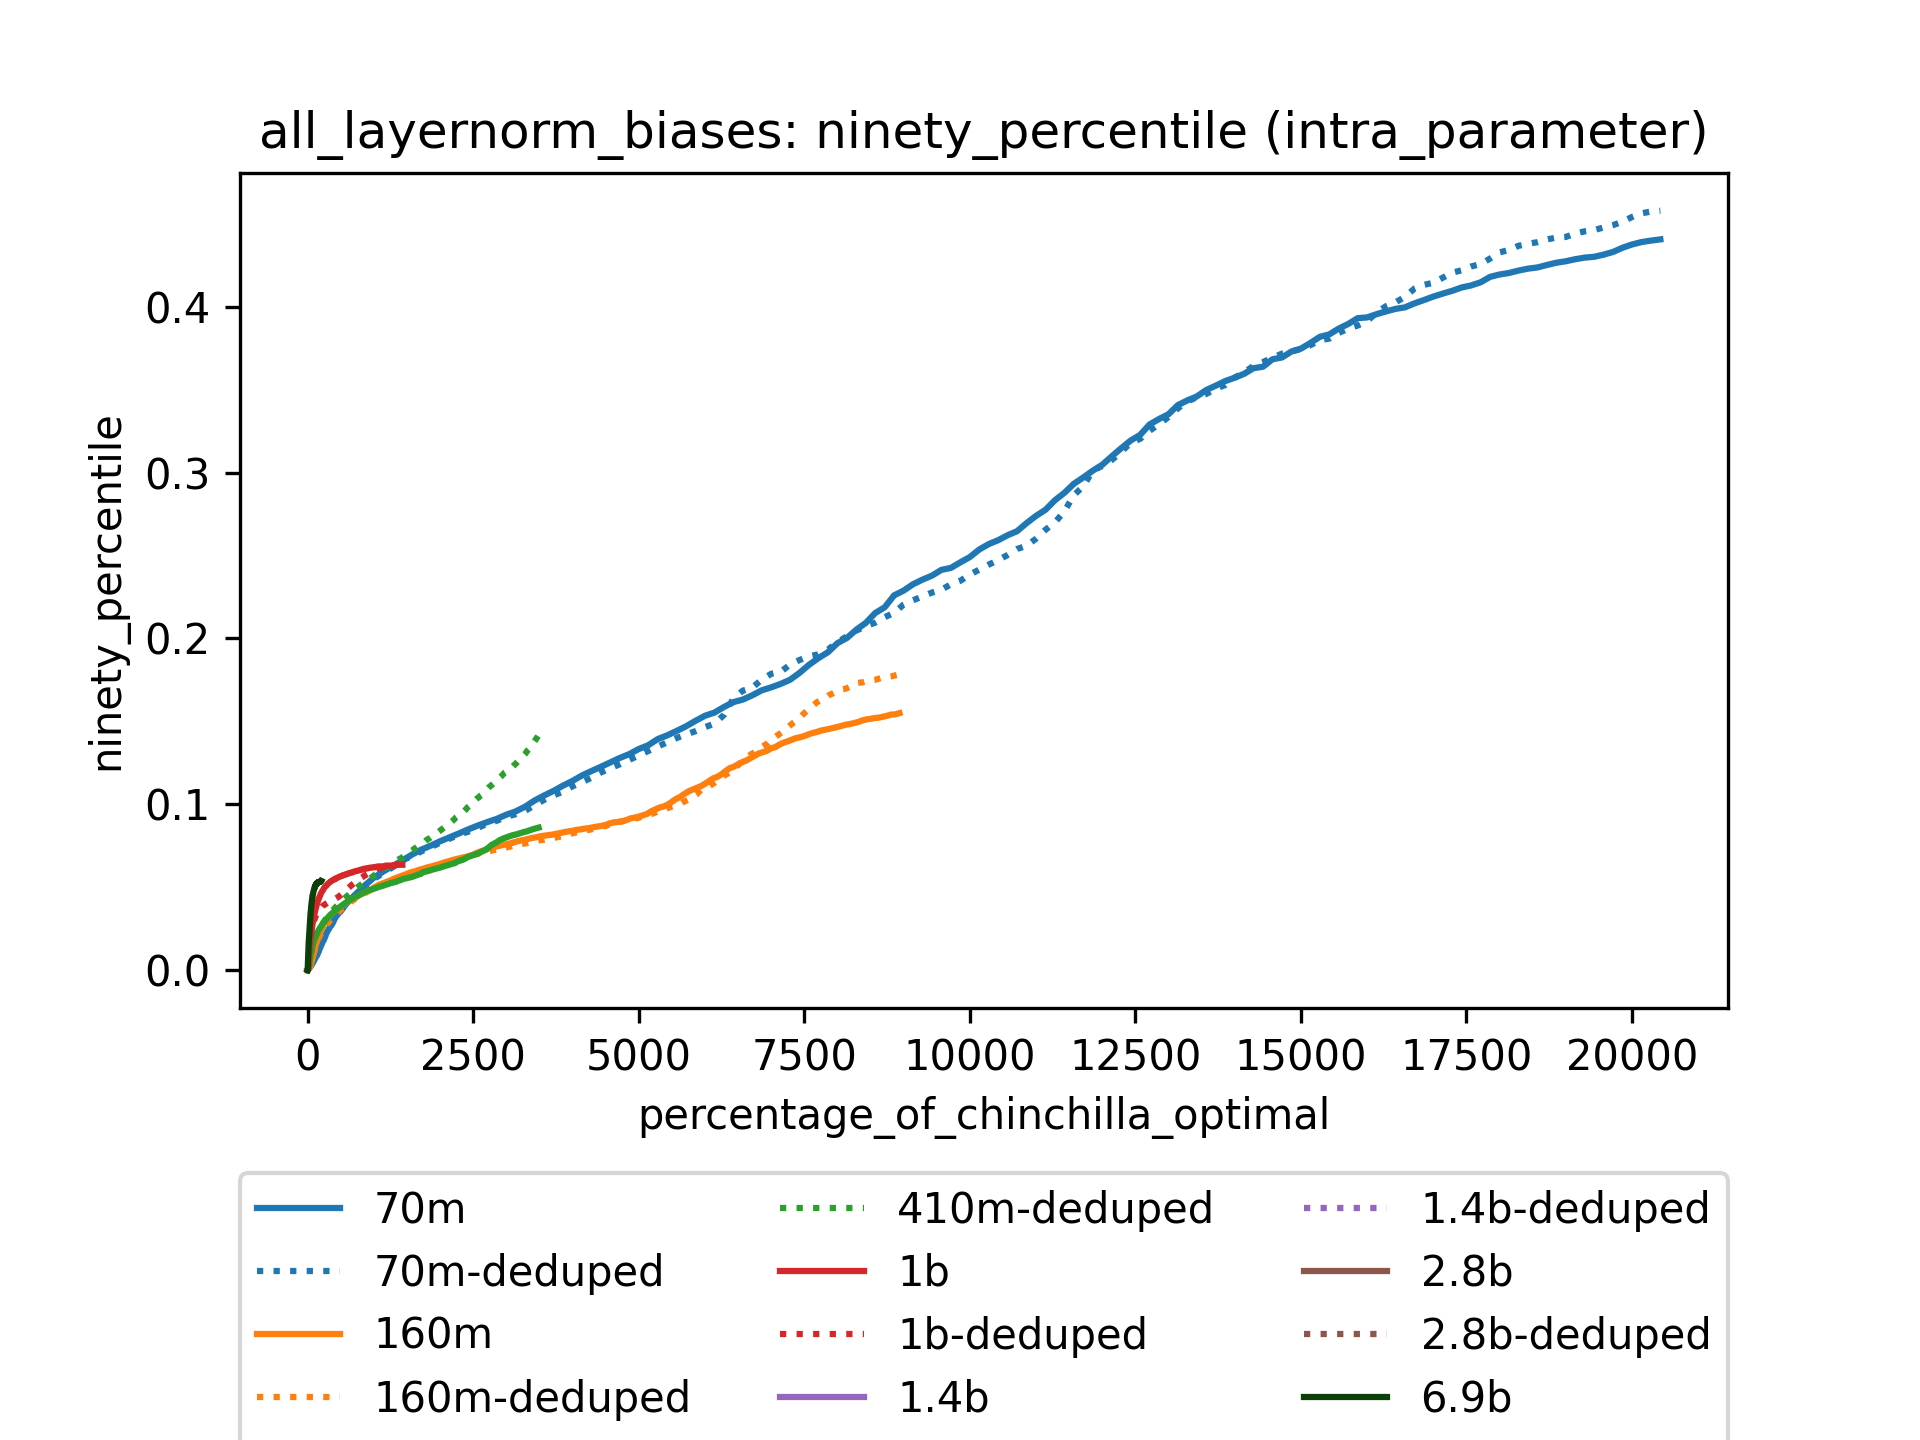 all_layernorm_biases: ninety_percentile (intra_parameter)
ninety_percentile
0.4
0.3
0.2
0.1
0.0
0 2500 5000 7500 10000 12500 15000 17500 20000
percentage_of_chinchilla_optimal
70m
70m-deduped
160m
160m-deduped
410m-deduped
1b
1b-deduped
1.4b
1.4b-deduped
2.8b
2.8b-deduped
6.9b